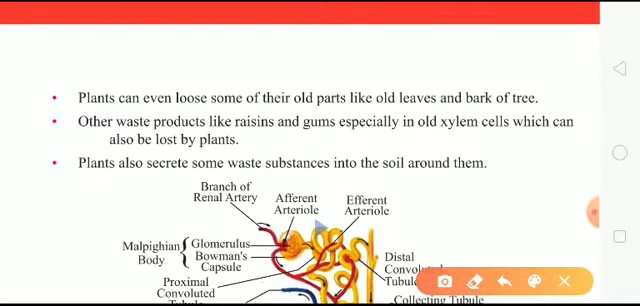 • Plants can even loose some of their old parts like old leaves and bark of tree.
• Other waste products like raisins and gums especially in old xylem cells which can
also be lost by plants.
• Plants also secrete some waste substances into the soil around them.
Branch of
Renal Artery
Afferent
Arteriole
Efferent
Arteriole
Malpighian
Body
Glomerulus
Bowman's
Capsule
Proximal
Convoluted
Tubule
Distal
Convoluted
Tubule
Collecting Tubule